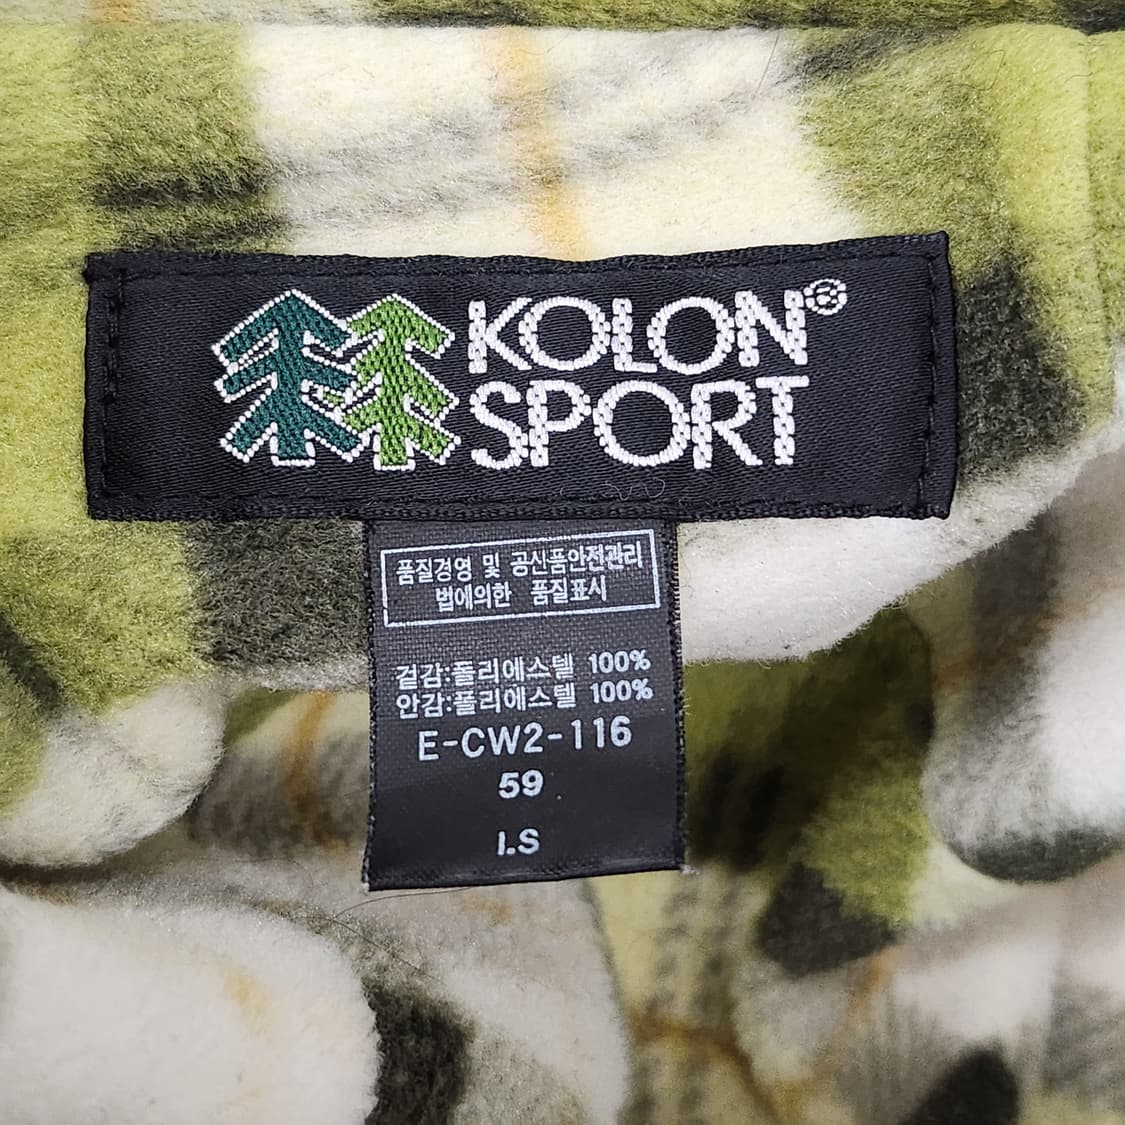 KOLON®
SPORT
품질경영 및 공신품안전관리
법에의한 품질표시
겉감:폴리에스텔 100%
안감:폴리에스텔 100%
E-CW2-116
59
I.S